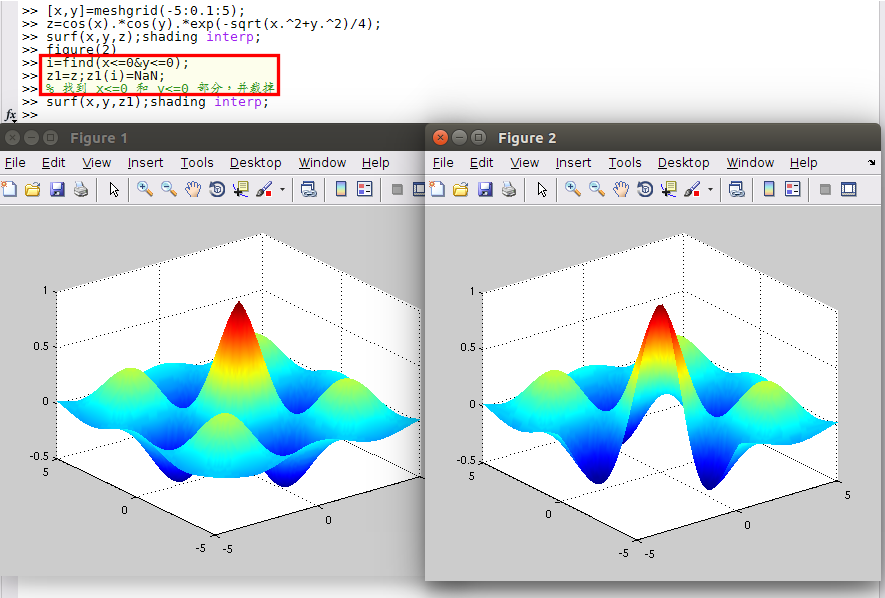 >> [x,y]=meshgrid(-5:0.1:5);
>> z=cos(x).*cos(y).*exp(-sqrt(x.^2+y.^2)/4);
>> surf(x,y,z);shading interp;
>> figure(2)
>> i=find(x<=0&y<=0);
>> z1=z;z1(i)=NaN;
>> % 找到 x<=0 和 y<=0 部分,并截掉
>> surf(x,y,z1);shading interp;
fx >>
Figure 1
File Edit View Insert Tools Desktop Window Help
1
0.5
0
-0.5
5
0
-5
-5
0
Figure 2
File Edit View Insert Tools Desktop Window Help
1
0.5
0
-0.5
5
0
-5
-5
0
5